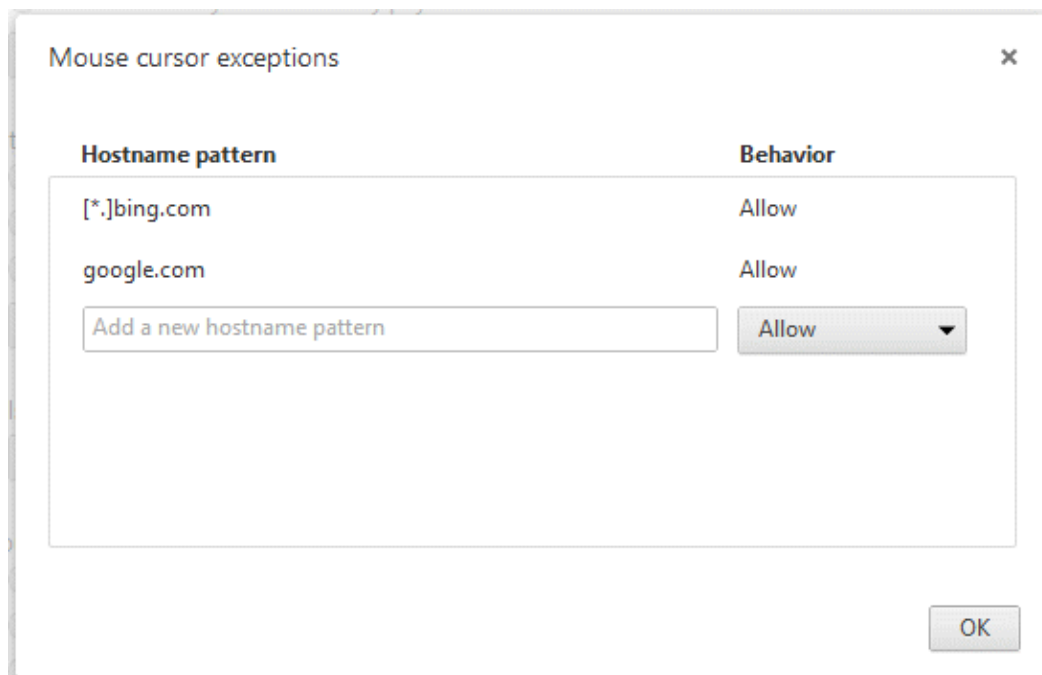 Mouse cursor exceptions
Hostname pattern Behavior
[*.]bing.com Allow
google.com Allow
Add a new hostname pattern Allow
OK